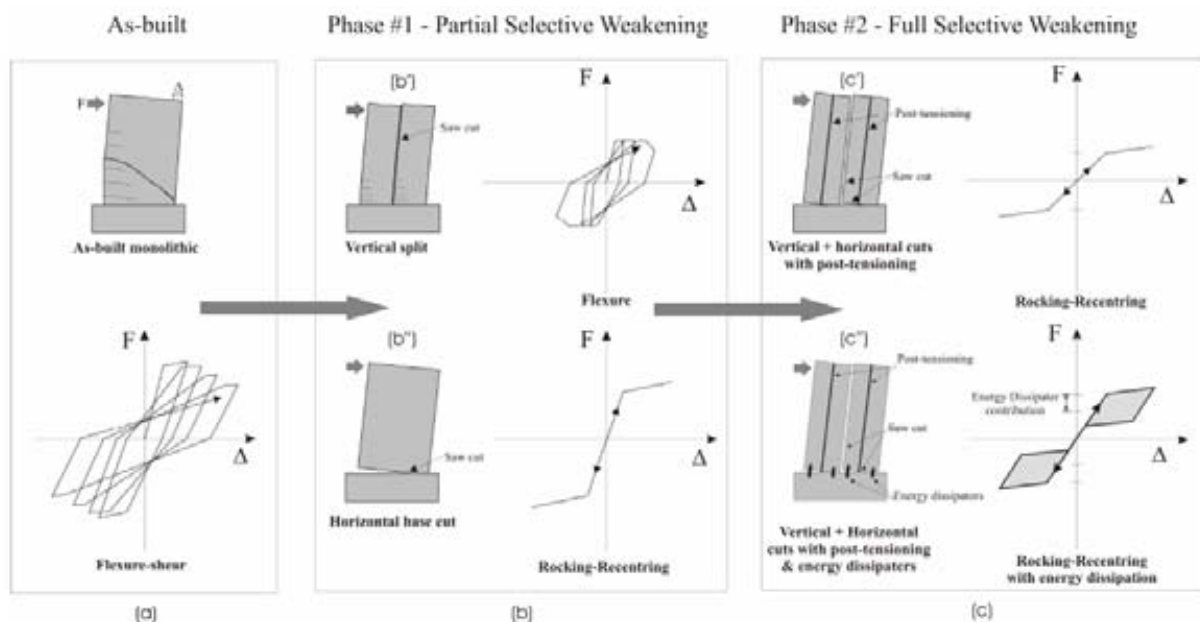 As-built
Phase #1 - Partial Selective Weakening
Phase #2 - Full Selective Weakening
F
Δ
As-built monolithic
F
Δ
Flexure-shear
(a)
(b')
Saw cut
Vertical split
F
Δ
Flexure
(b'')
Saw cut
Horizontal base cut
F
Δ
Rocking-Recentring
(b)
(c')
Post-tensioning
Saw cut
Vertical + horizontal cuts
with post-tensioning
F
Δ
Rocking-Recentring
(c'')
Post-tensioning
Saw cut
Energy dissipaters
Vertical + Horizontal
cuts with post-tensioning
& energy dissipaters
F
Energy Dissipater
contribution
Δ
Rocking-Recentring
with energy dissipation
(c)